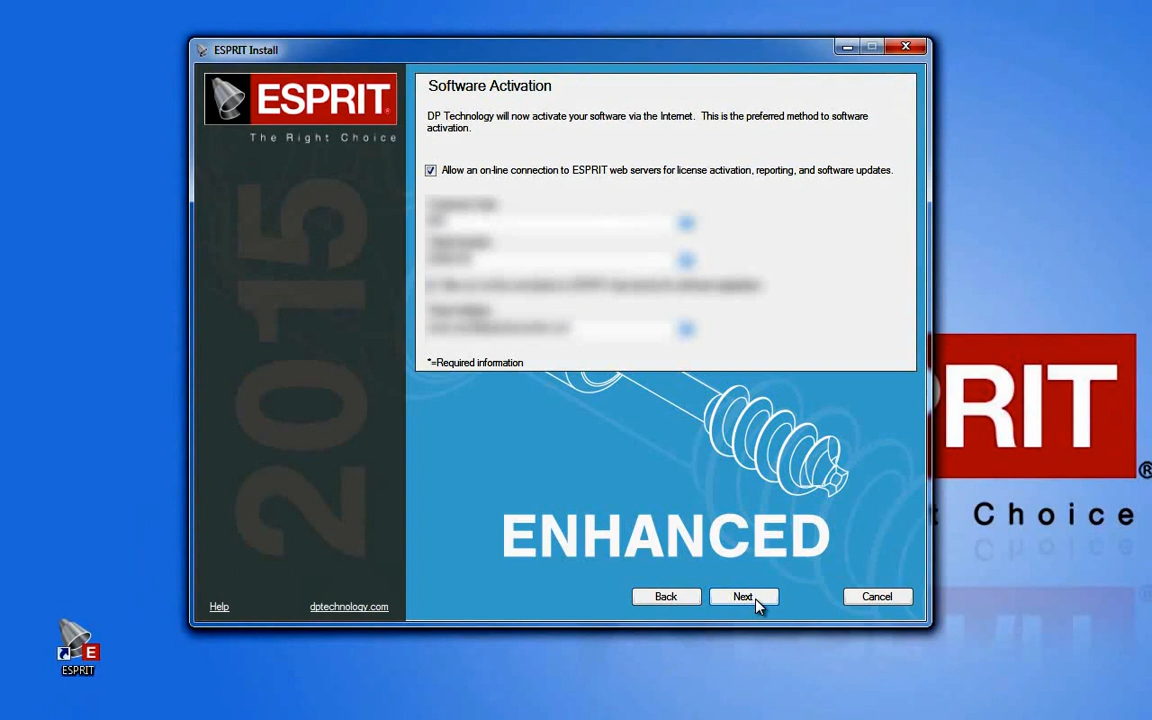 ESPRIT Install
ESPRIT®
The Right Choice
2015
Software Activation
DP Technology will now activate your software via the Internet. This is the preferred method to software
activation.
Allow an on-line connection to ESPRIT web servers for license activation, reporting, and software updates.
*=Required information
PRIT®
Choice
ENHANCED
Back
Next
Cancel
Help
dptechnology.com
E
ESPRIT